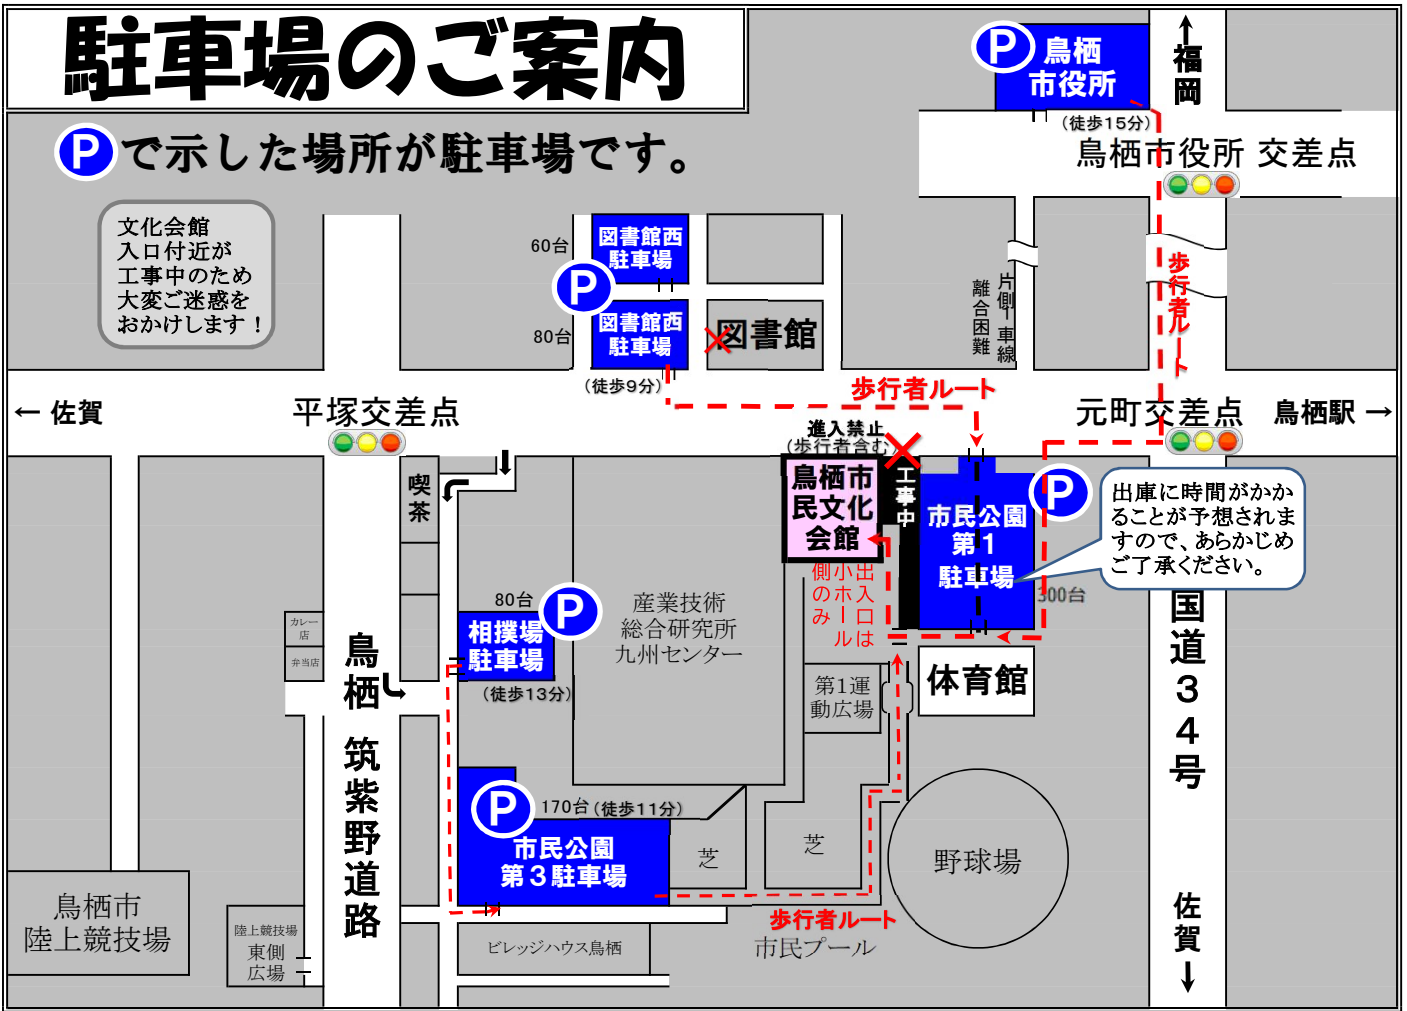 駐車場のご案内
Pで示した場所が駐車場です。
文化会館
入口付近が
工事中のため
大変ご迷惑を
おかけします！
P
鳥栖
市役所
(徒歩15分)
↑福岡
鳥栖市役所 交差点
歩行者ルート
片側1車線
離合困難
60台
図書館西
駐車場
P
80台
図書館西
駐車場
(徒歩9分)
図書館
歩行者ルート
← 佐賀
平塚交差点
元町交差点
鳥栖駅 →
進入禁止
(歩行者含む)
鳥栖市
民文化
会館
工事中
市民公園
第1
駐車場
P
300台
出庫に時間がかか
ることが予想されま
すので、あらかじめ
ご了承ください。
出入口は
小ホール
側のみ
喫茶
80台
P
相撲場
駐車場
(徒歩13分)
産業技術
総合研究所
九州センター
カレー
店
弁当店
鳥栖 筑紫野道路
第1運
動広場
体育館
国道34号
佐賀↓
P
170台(徒歩11分)
市民公園
第3駐車場
芝
芝
野球場
歩行者ルート
市民プール
ビレッジハウス鳥栖
鳥栖市
陸上競技場
陸上競技場
東側
広場